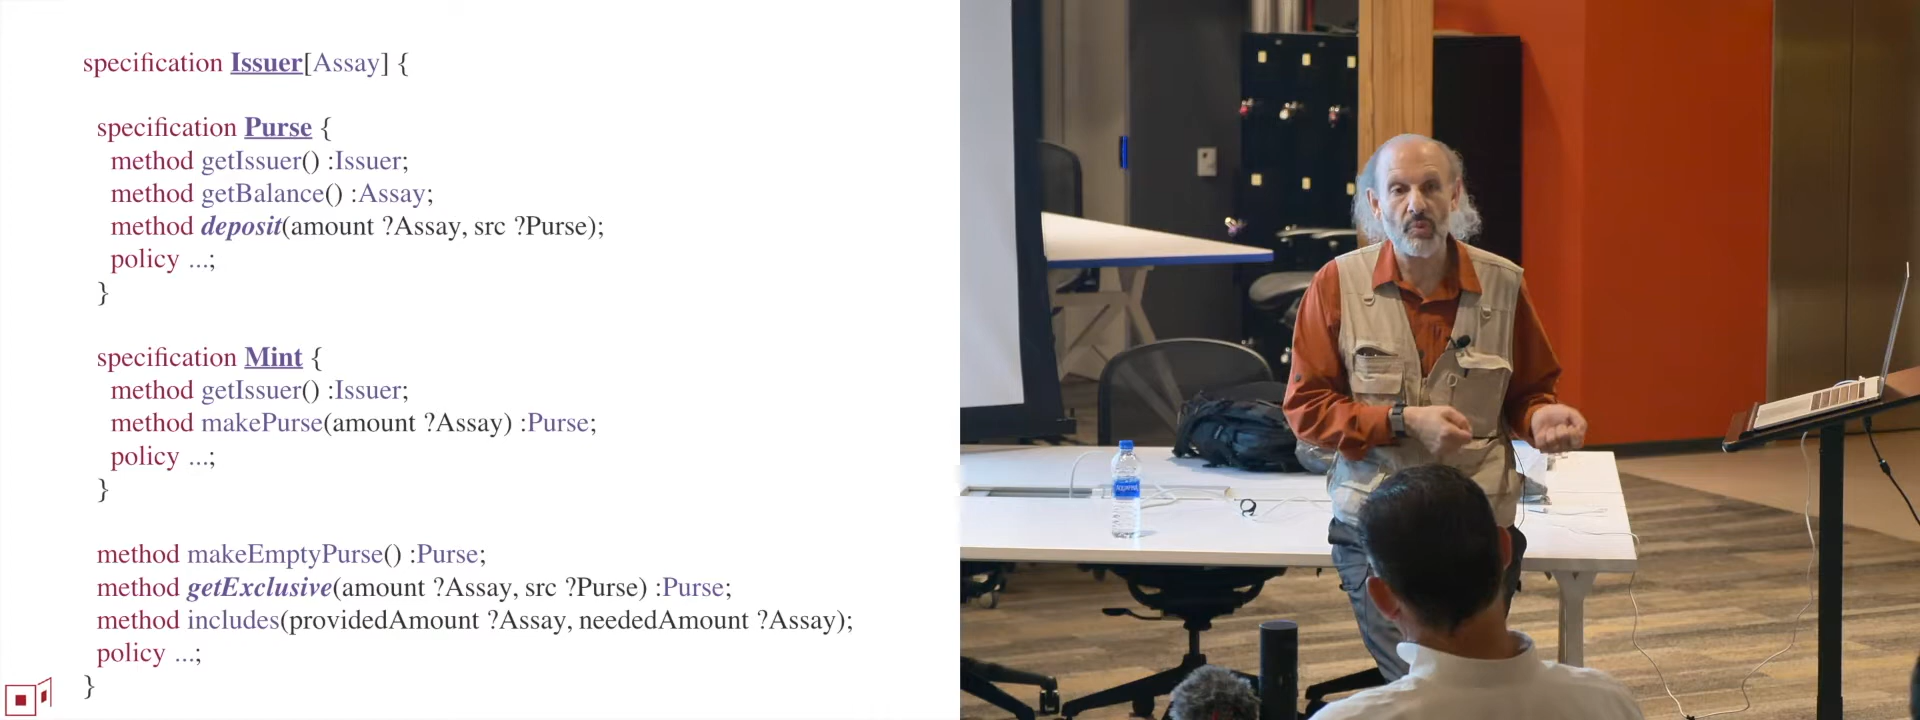 specification Issuer[Assay] {
specification Purse {
method getIssuer() :Issuer;
method getBalance() :Assay;
method deposit(amount ?Assay, src ?Purse);
policy ...;
}
specification Mint {
method getIssuer() :Issuer;
method makePurse(amount ?Assay) :Purse;
policy ...;
}
method makeEmptyPurse() :Purse;
method getExclusive(amount ?Assay, src ?Purse) :Purse;
method includes(providedAmount ?Assay, neededAmount ?Assay);
policy ...;
}
AQUAFINA